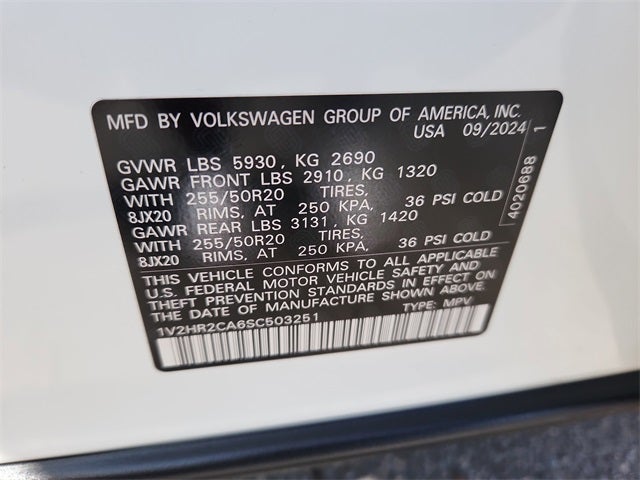 MFD BY VOLKSWAGEN GROUP OF AMERICA, INC.
USA 09/2024
GVWR LBS 5930, KG 2690
GAWR FRONT LBS 2910, KG 1320
WITH 255/50R20 TIRES,
8JX20 RIMS, AT 250 KPA, 36 PSI COLD
GAWR REAR LBS 3131, KG 1420
WITH 255/50R20 TIRES,
8JX20 RIMS, AT 250 KPA, 36 PSI COLD
THIS VEHICLE CONFORMS TO ALL APPLICABLE
U.S. FEDERAL MOTOR VEHICLE SAFETY AND
THEFT PREVENTION STANDARDS IN EFFECT ON
THE DATE OF MANUFACTURE SHOWN ABOVE.
1V2HR2CA6SC503251 TYPE: MPV
4020688 1